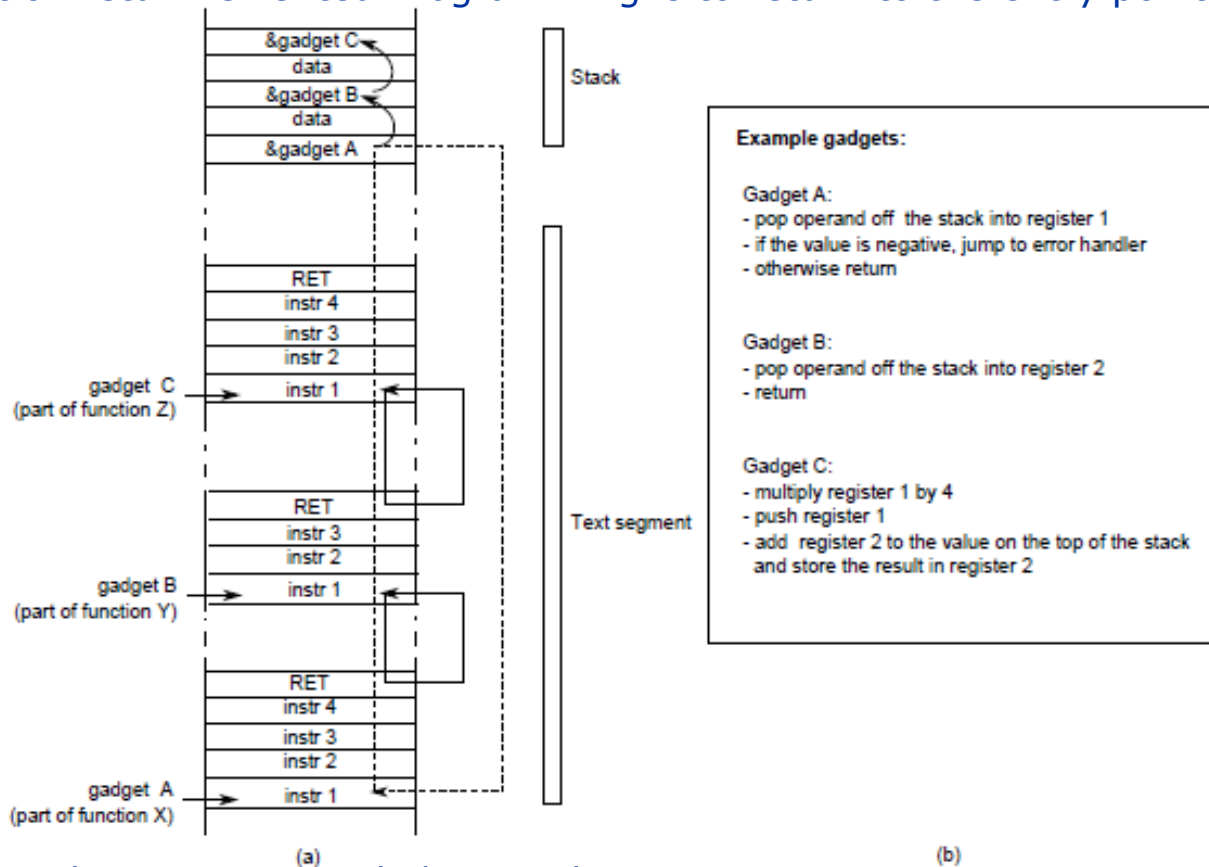 &gadget C
data
&gadget B
data
&gadget A
Stack
RET
instr 4
instr 3
instr 2
instr 1
gadget C
(part of function Z)
RET
instr 3
instr 2
instr 1
gadget B
(part of function Y)
RET
instr 4
instr 3
instr 2
instr 1
gadget A
(part of function X)
Text segment
(a)
Example gadgets:
Gadget A:
- pop operand off the stack into register 1
- if the value is negative, jump to error handler
- otherwise return
Gadget B:
- pop operand off the stack into register 2
- return
Gadget C:
- multiply register 1 by 4
- push register 1
- add register 2 to the value on the top of the stack
and store the result in register 2
(b)